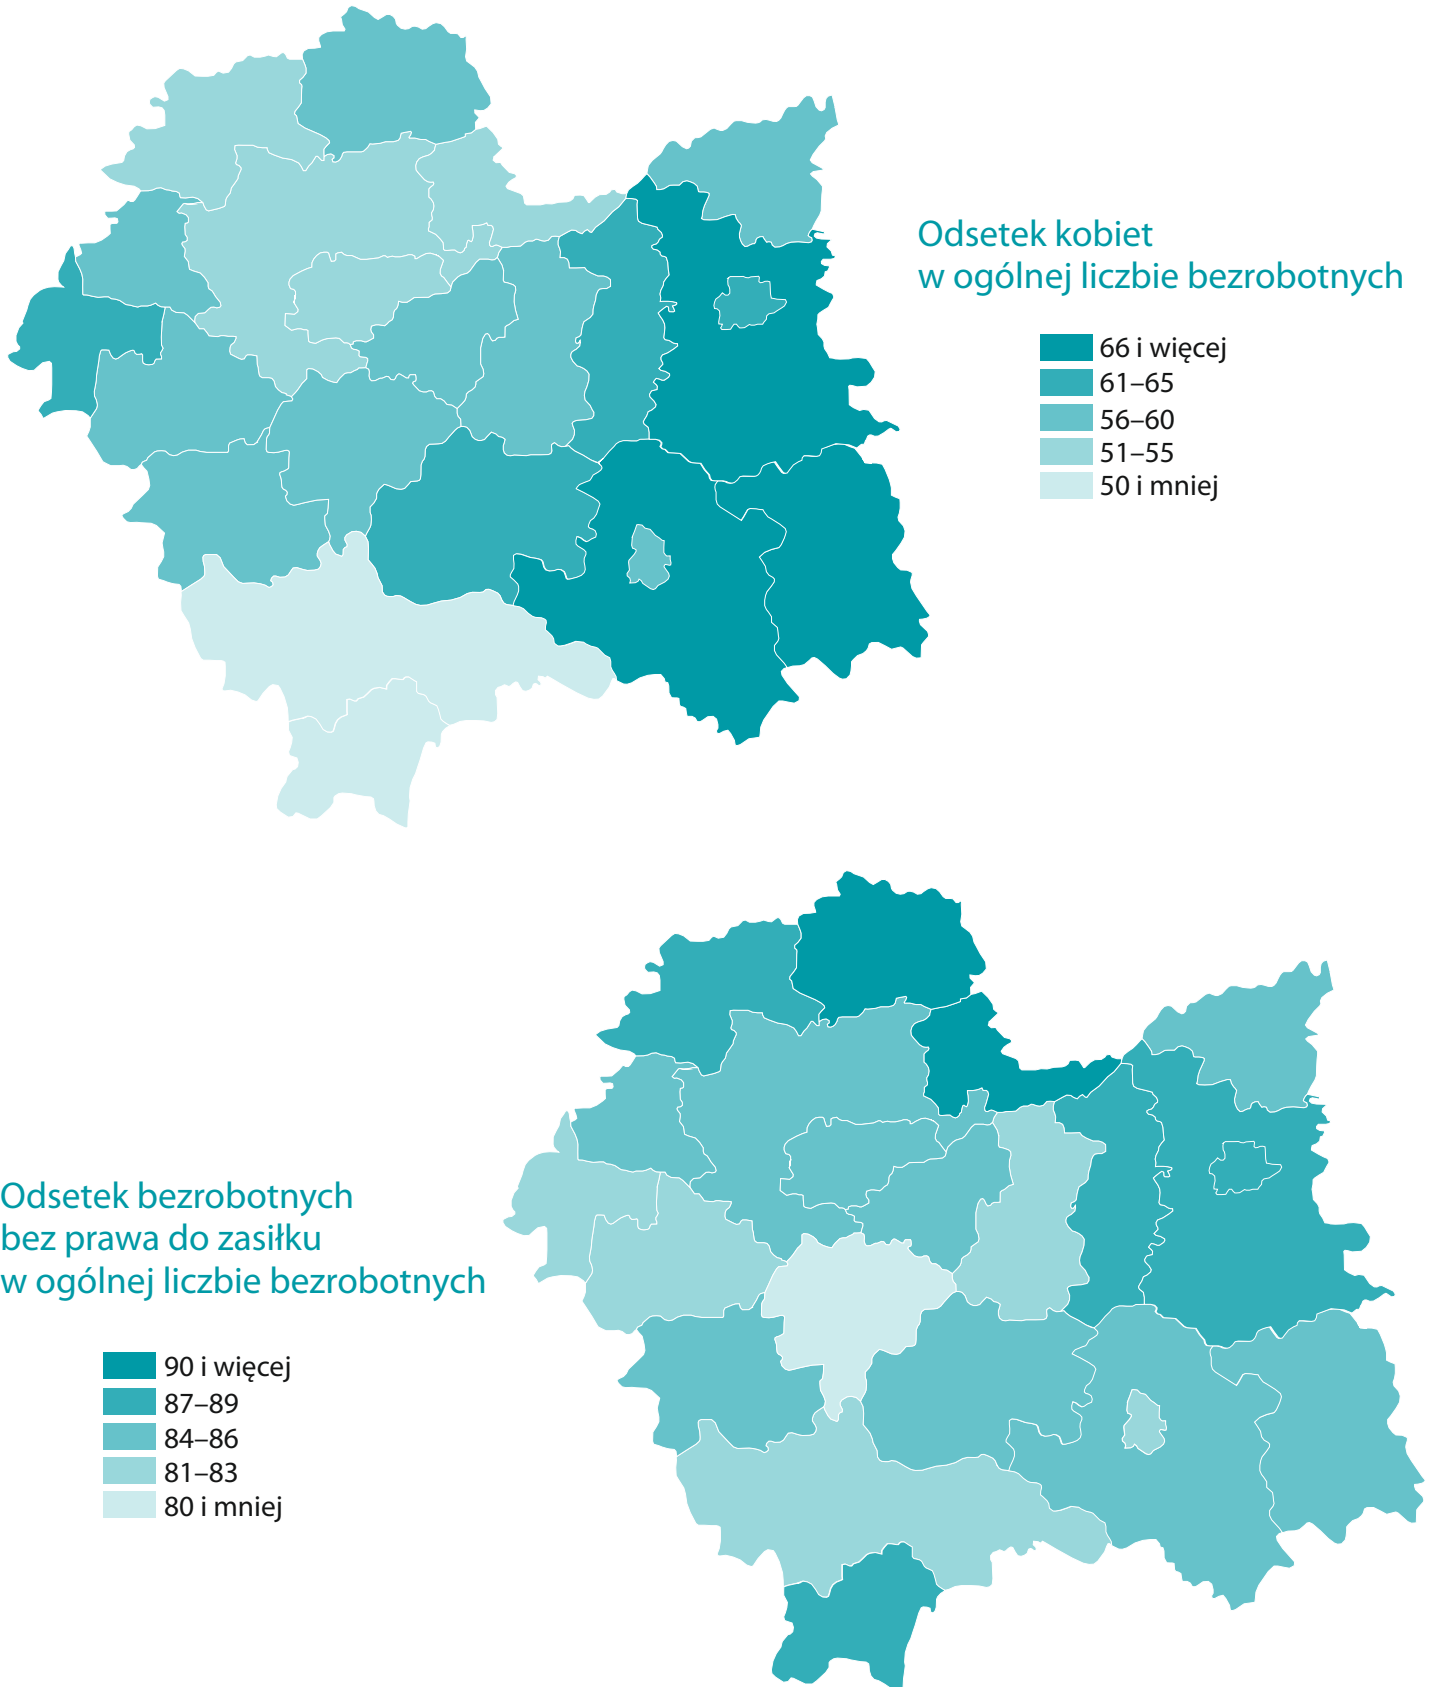 Odsetek kobiet
w ogólnej liczbie bezrobotnych
66 i więcej
61–65
56–60
51–55
50 i mniej
Odsetek bezrobotnych
bez prawa do zasiłku
w ogólnej liczbie bezrobotnych
90 i więcej
87–89
84–86
81–83
80 i mniej